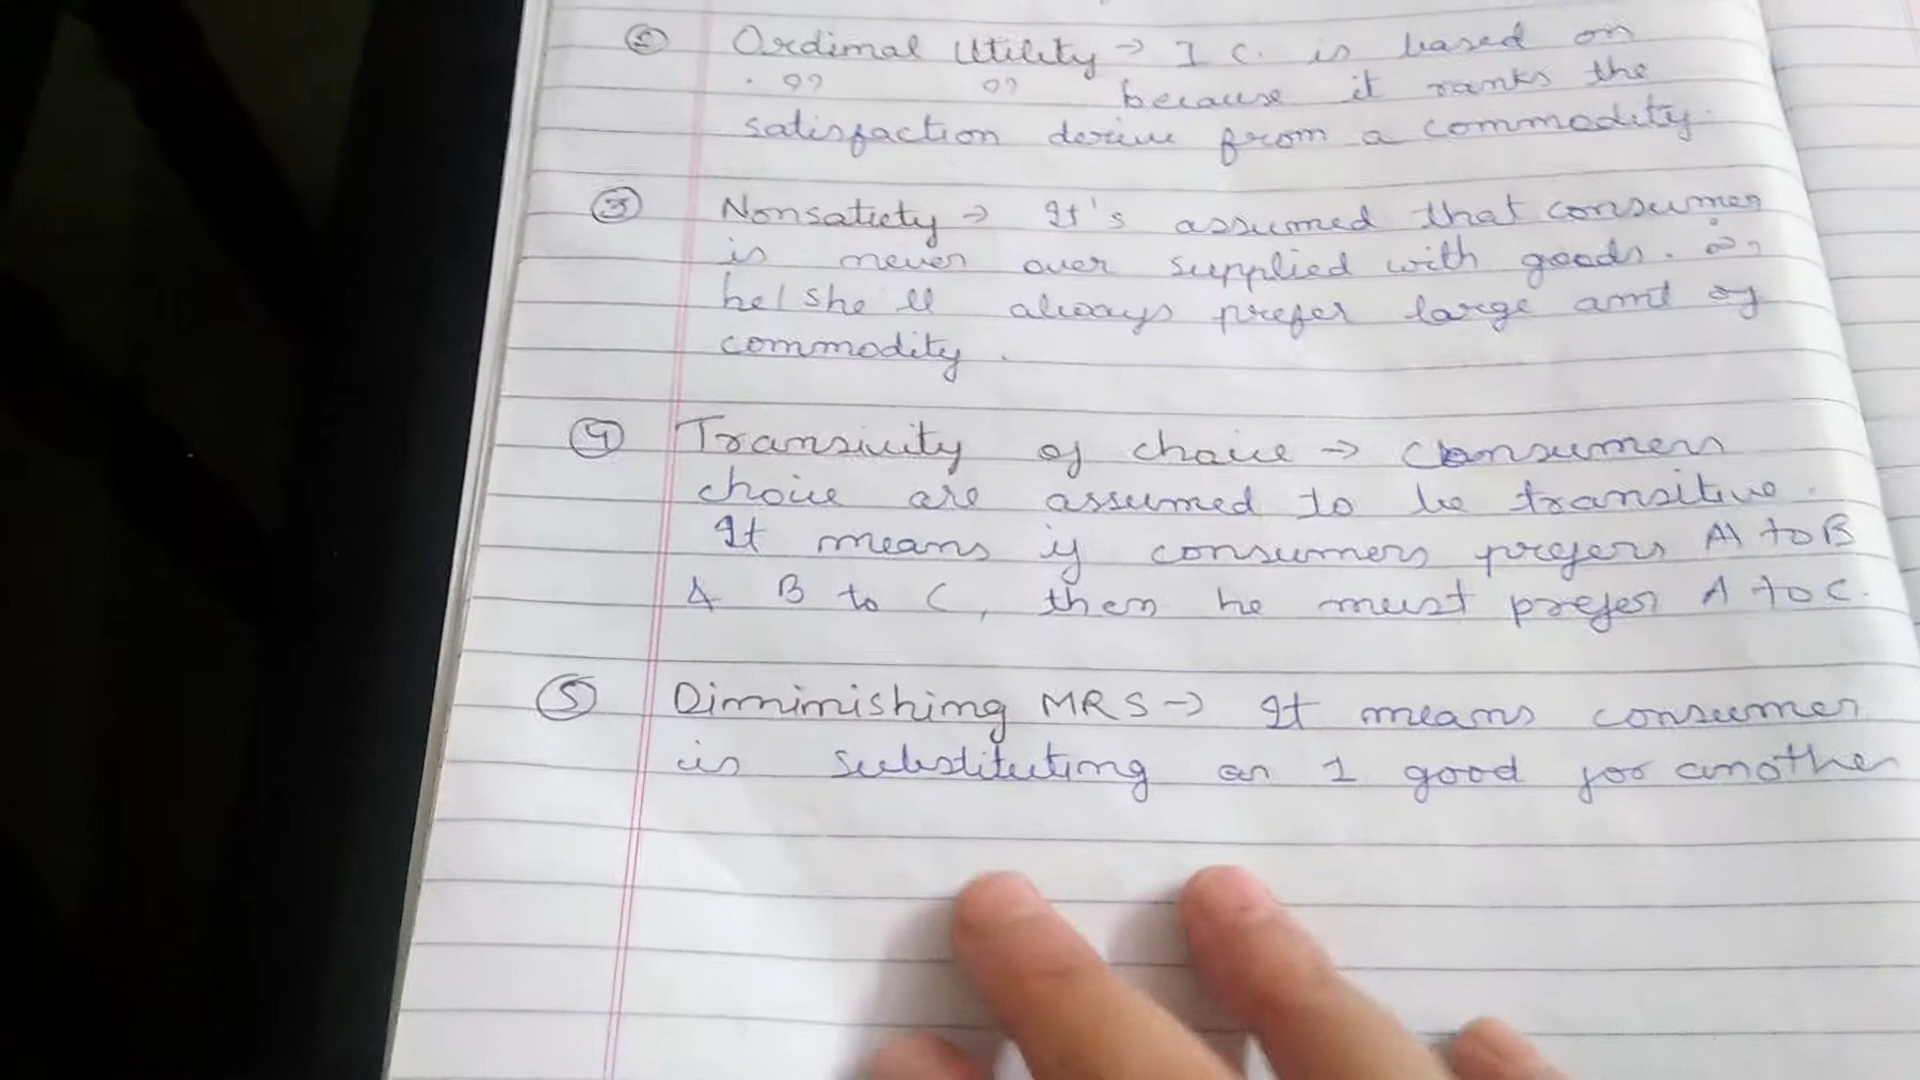 ② Ordinal Utility → I C. is based on
" " because it ranks the
satisfaction derive from a commodity.
③ Nonsatiety → It's assumed that consumer
is never over supplied with goods. ∴
he/she ll always prefer large amt of
commodity.
④ Transivity of choice → Consumers
choice are assumed to be transitive.
It means if consumers prefers A to B
& B to C, then he must prefer A to C.
⑤ Diminishing MRS → It means consumer
is substituting 1 good for another